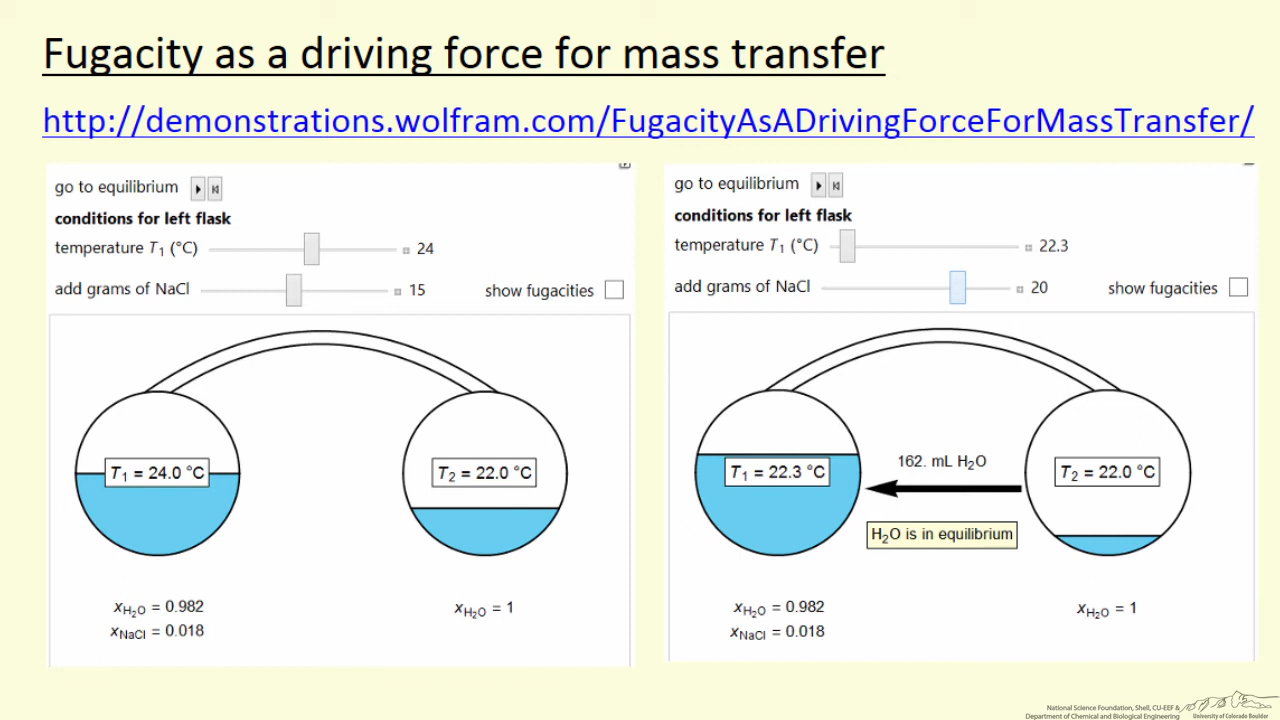 Fugacity as a driving force for mass transfer
http://demonstrations.wolfram.com/FugacityAsADrivingForceForMassTransfer/
go to equilibrium
conditions for left flask
temperature T1 (°C) 24
add grams of NaCl 15 show fugacities
T1 = 24.0 °C T2 = 22.0 °C
xH2O = 0.982 xH2O = 1
xNaCl = 0.018
go to equilibrium
conditions for left flask
temperature T1 (°C) 22.3
add grams of NaCl 20 show fugacities
162. mL H2O
T1 = 22.3 °C T2 = 22.0 °C
H2O is in equilibrium
xH2O = 0.982 xH2O = 1
xNaCl = 0.018
National Science Foundation, Shell, CU-EEF &
Department of Chemical and Biological Engineering University of Colorado Boulder